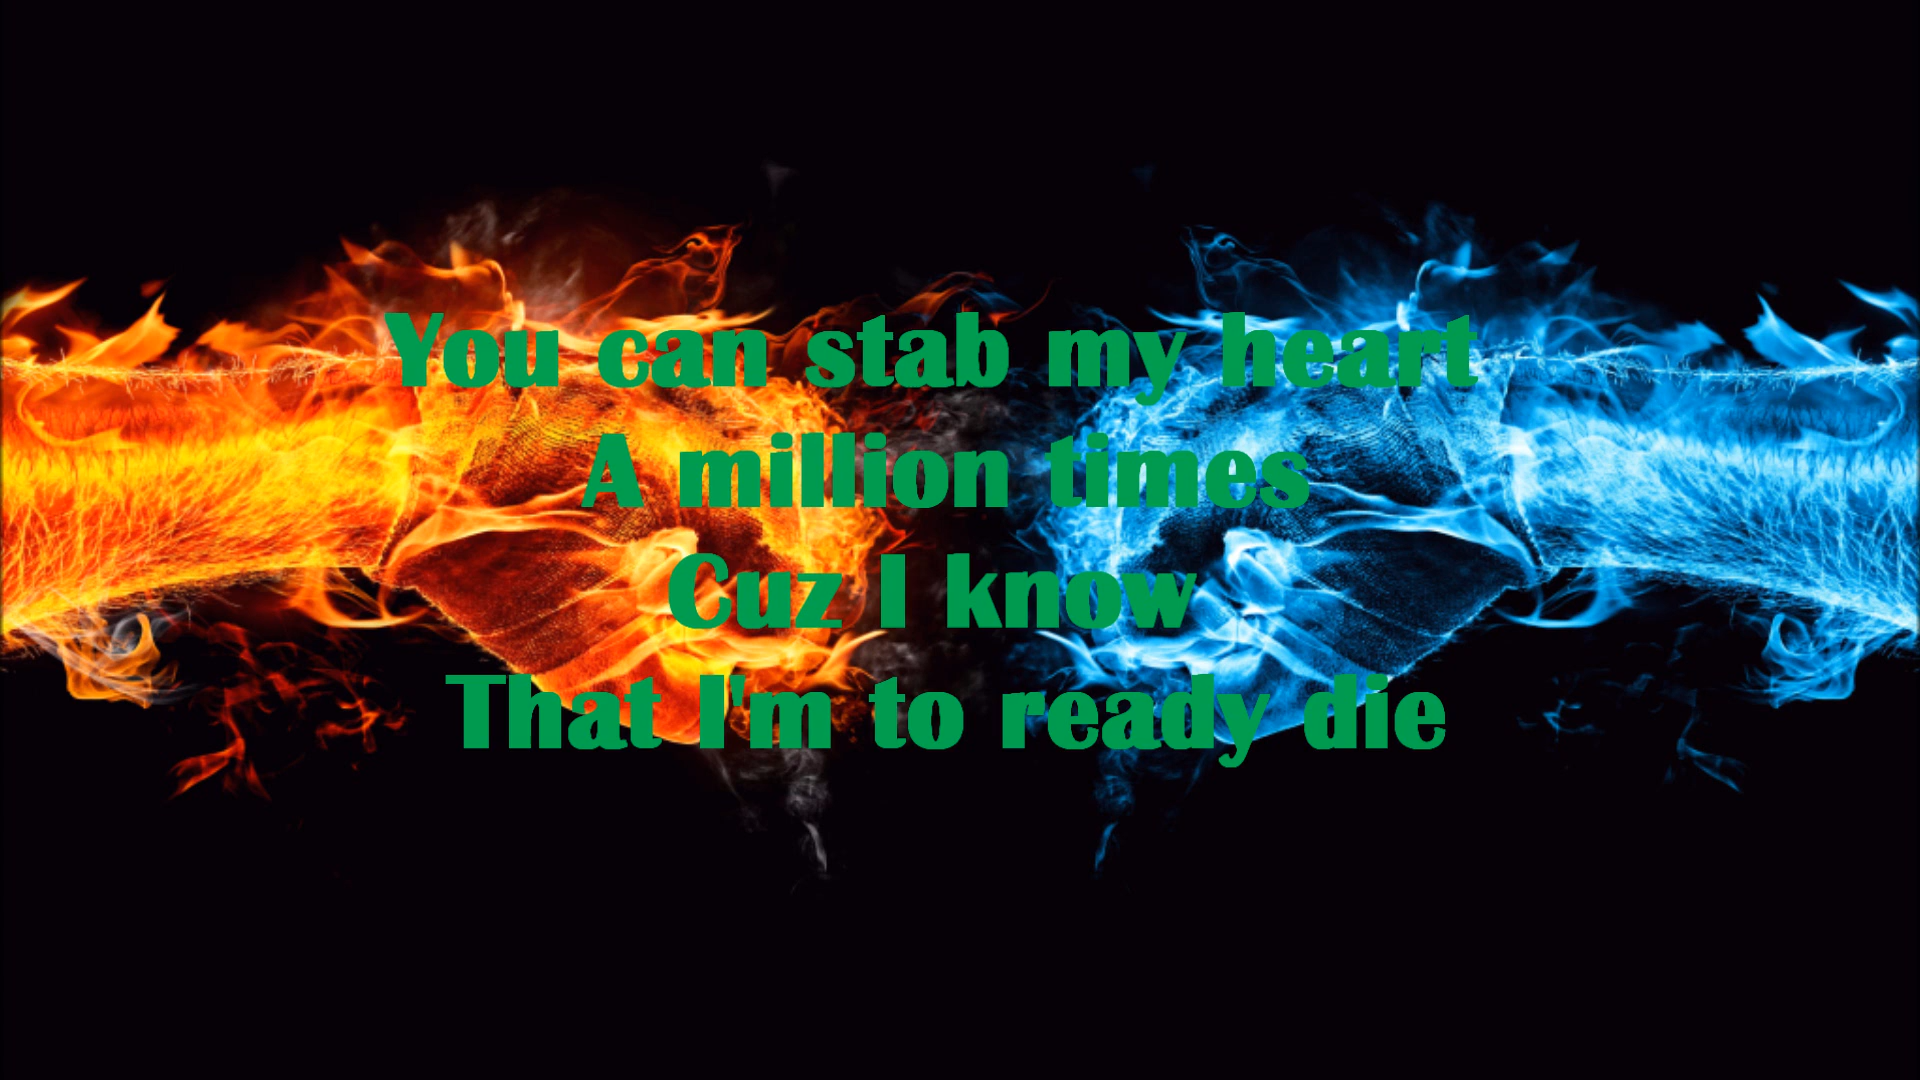 You can stab my heart
A million times
Cuz I know
That I'm to ready die